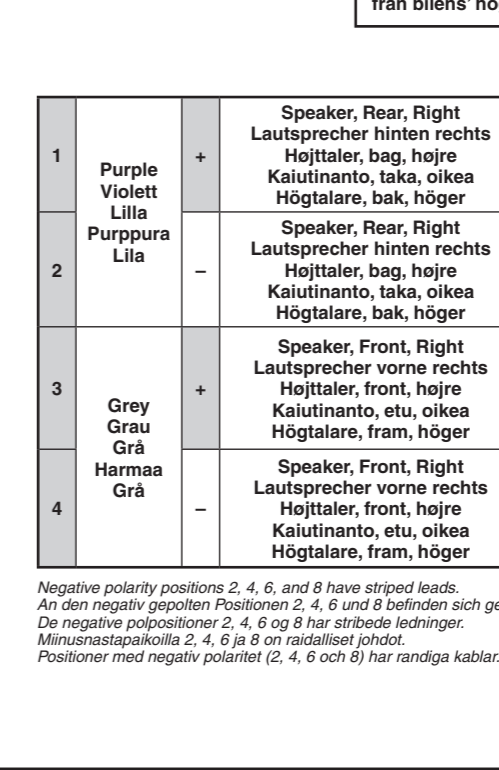 från bilens' hö
1
Purple
Violett
Lilla
Purppura
Lila
+
Speaker, Rear, Right
Lautsprecher hinten rechts
Højttaler, bag, højre
Kaiutinanto, taka, oikea
Högtalare, bak, höger
2
–
Speaker, Rear, Right
Lautsprecher hinten rechts
Højttaler, bag, højre
Kaiutinanto, taka, oikea
Högtalare, bak, höger
3
Grey
Grau
Grå
Harmaa
Grå
+
Speaker, Front, Right
Lautsprecher vorne rechts
Højttaler, front, højre
Kaiutinanto, etu, oikea
Högtalare, fram, höger
4
–
Speaker, Front, Right
Lautsprecher vorne rechts
Højttaler, front, højre
Kaiutinanto, etu, oikea
Högtalare, fram, höger
Negative polarity positions 2, 4, 6, and 8 have striped leads.
An den negativ gepolten Positionen 2, 4, 6 und 8 befinden sich ge
De negative polpositioner 2, 4, 6 og 8 har stribede ledninger.
Miinusnastapaikoilla 2, 4, 6 ja 8 on raidalliset johdot.
Positioner med negativ polaritet (2, 4, 6 och 8) har randiga kablar.